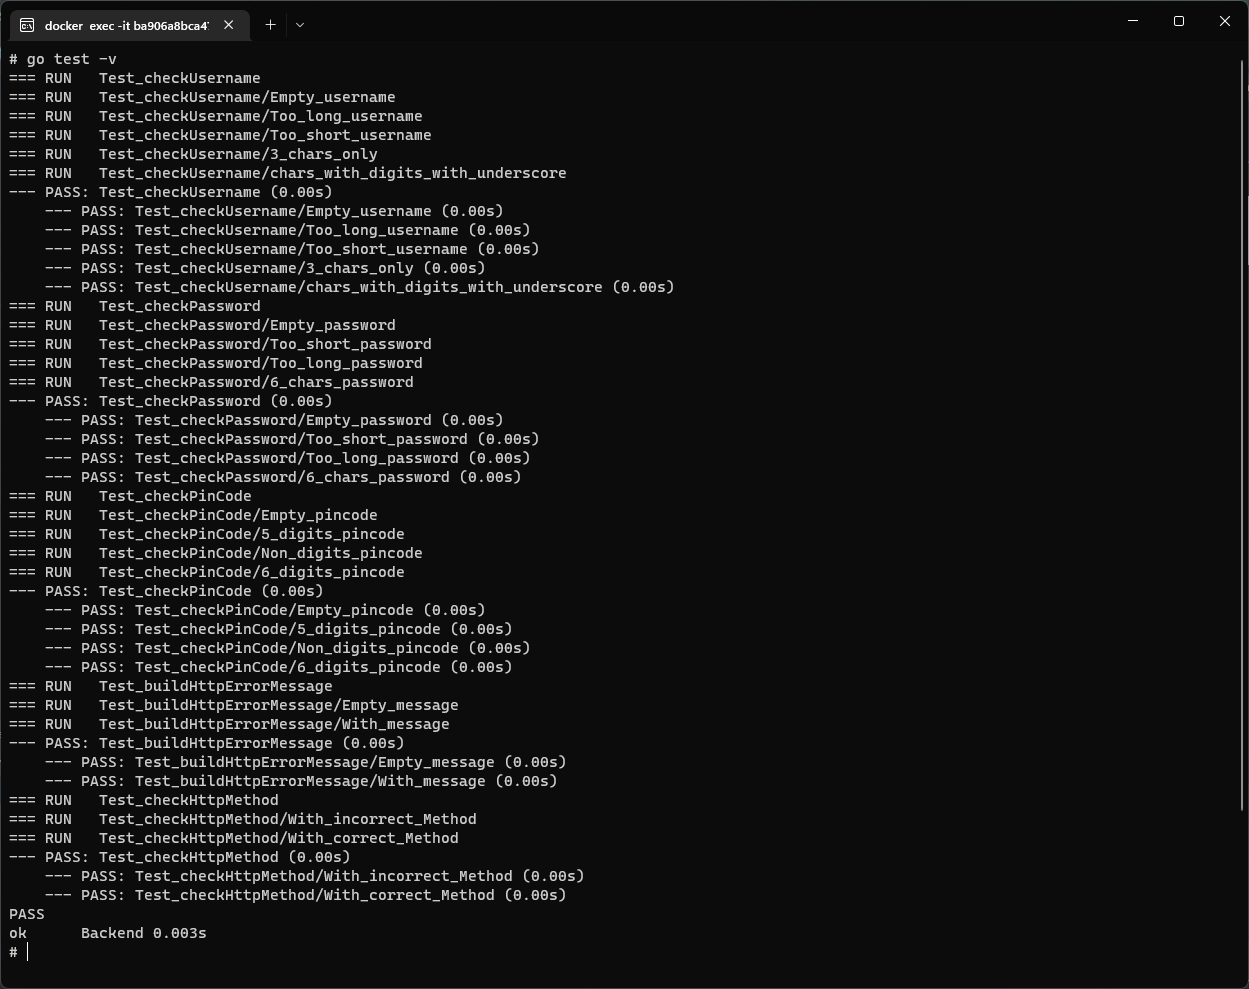 docker exec -it ba906a8bca4
# go test -v
=== RUN   Test_checkUsername
=== RUN   Test_checkUsername/Empty_username
=== RUN   Test_checkUsername/Too_long_username
=== RUN   Test_checkUsername/Too_short_username
=== RUN   Test_checkUsername/3_chars_only
=== RUN   Test_checkUsername/chars_with_digits_with_underscore
--- PASS: Test_checkUsername (0.00s)
    --- PASS: Test_checkUsername/Empty_username (0.00s)
    --- PASS: Test_checkUsername/Too_long_username (0.00s)
    --- PASS: Test_checkUsername/Too_short_username (0.00s)
    --- PASS: Test_checkUsername/3_chars_only (0.00s)
    --- PASS: Test_checkUsername/chars_with_digits_with_underscore (0.00s)
=== RUN   Test_checkPassword
=== RUN   Test_checkPassword/Empty_password
=== RUN   Test_checkPassword/Too_short_password
=== RUN   Test_checkPassword/Too_long_password
=== RUN   Test_checkPassword/6_chars_password
--- PASS: Test_checkPassword (0.00s)
    --- PASS: Test_checkPassword/Empty_password (0.00s)
    --- PASS: Test_checkPassword/Too_short_password (0.00s)
    --- PASS: Test_checkPassword/Too_long_password (0.00s)
    --- PASS: Test_checkPassword/6_chars_password (0.00s)
=== RUN   Test_checkPinCode
=== RUN   Test_checkPinCode/Empty_pincode
=== RUN   Test_checkPinCode/5_digits_pincode
=== RUN   Test_checkPinCode/Non_digits_pincode
=== RUN   Test_checkPinCode/6_digits_pincode
--- PASS: Test_checkPinCode (0.00s)
    --- PASS: Test_checkPinCode/Empty_pincode (0.00s)
    --- PASS: Test_checkPinCode/5_digits_pincode (0.00s)
    --- PASS: Test_checkPinCode/Non_digits_pincode (0.00s)
    --- PASS: Test_checkPinCode/6_digits_pincode (0.00s)
=== RUN   Test_buildHttpErrorMessage
=== RUN   Test_buildHttpErrorMessage/Empty_message
=== RUN   Test_buildHttpErrorMessage/With_message
--- PASS: Test_buildHttpErrorMessage (0.00s)
    --- PASS: Test_buildHttpErrorMessage/Empty_message (0.00s)
    --- PASS: Test_buildHttpErrorMessage/With_message (0.00s)
=== RUN   Test_checkHttpMethod
=== RUN   Test_checkHttpMethod/With_incorrect_Method
=== RUN   Test_checkHttpMethod/With_correct_Method
--- PASS: Test_checkHttpMethod (0.00s)
    --- PASS: Test_checkHttpMethod/With_incorrect_Method (0.00s)
    --- PASS: Test_checkHttpMethod/With_correct_Method (0.00s)
PASS
ok      Backend 0.003s
#